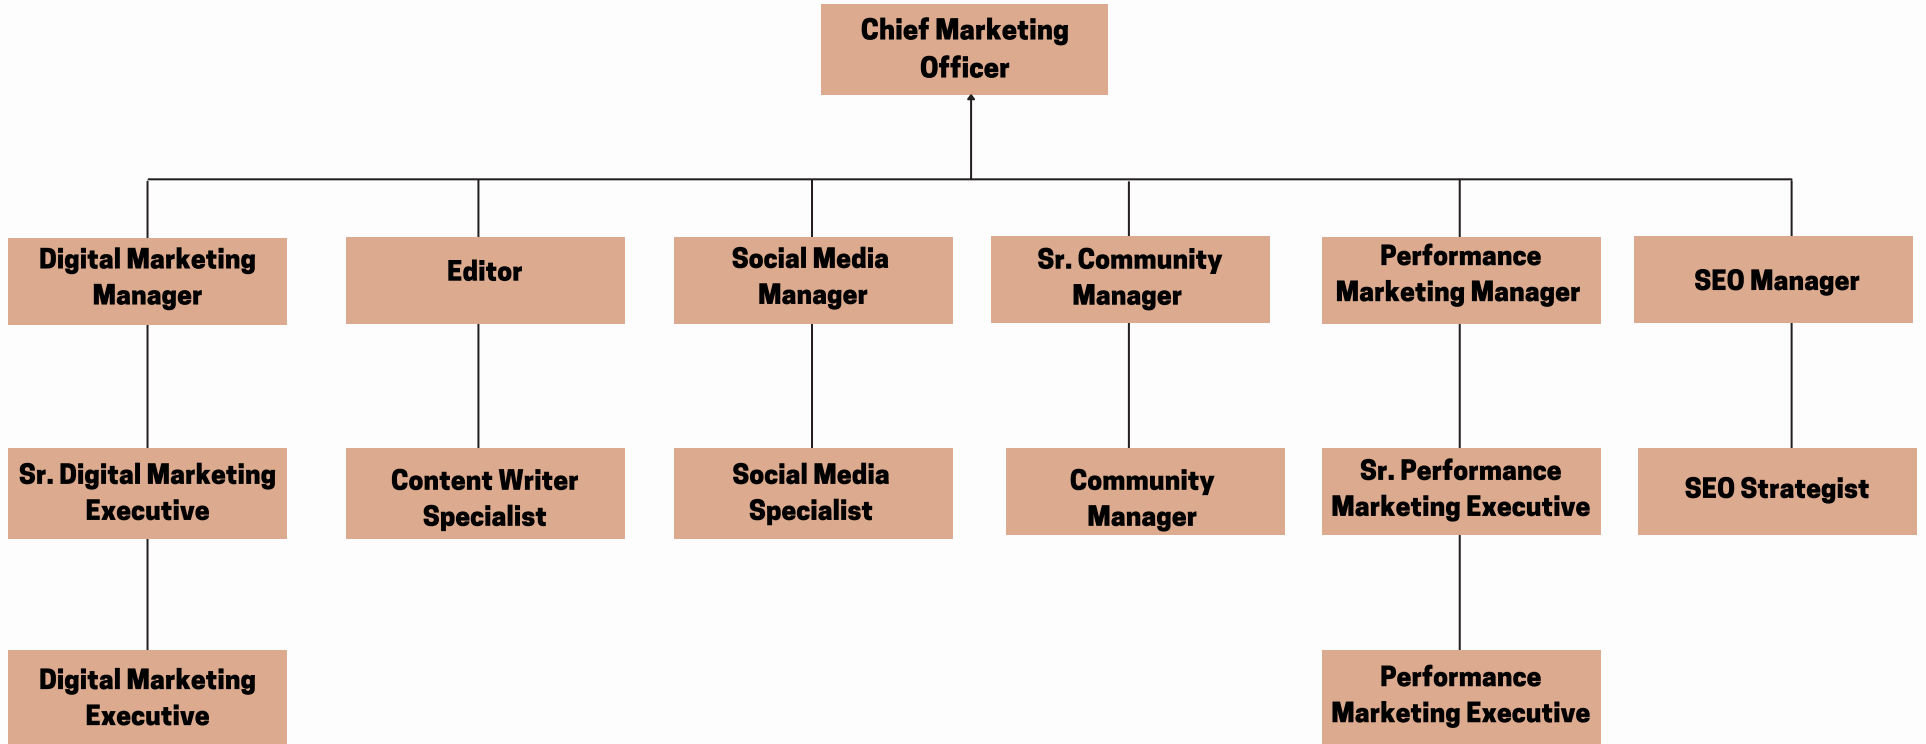 Chief Marketing
Officer
Digital Marketing
Manager
Editor
Social Media
Manager
Sr. Community
Manager
Performance
Marketing Manager
SEO Manager
Sr. Digital Marketing
Executive
Content Writer
Specialist
Social Media
Specialist
Community
Manager
Sr. Performance
Marketing Executive
SEO Strategist
Digital Marketing
Executive
Performance
Marketing Executive